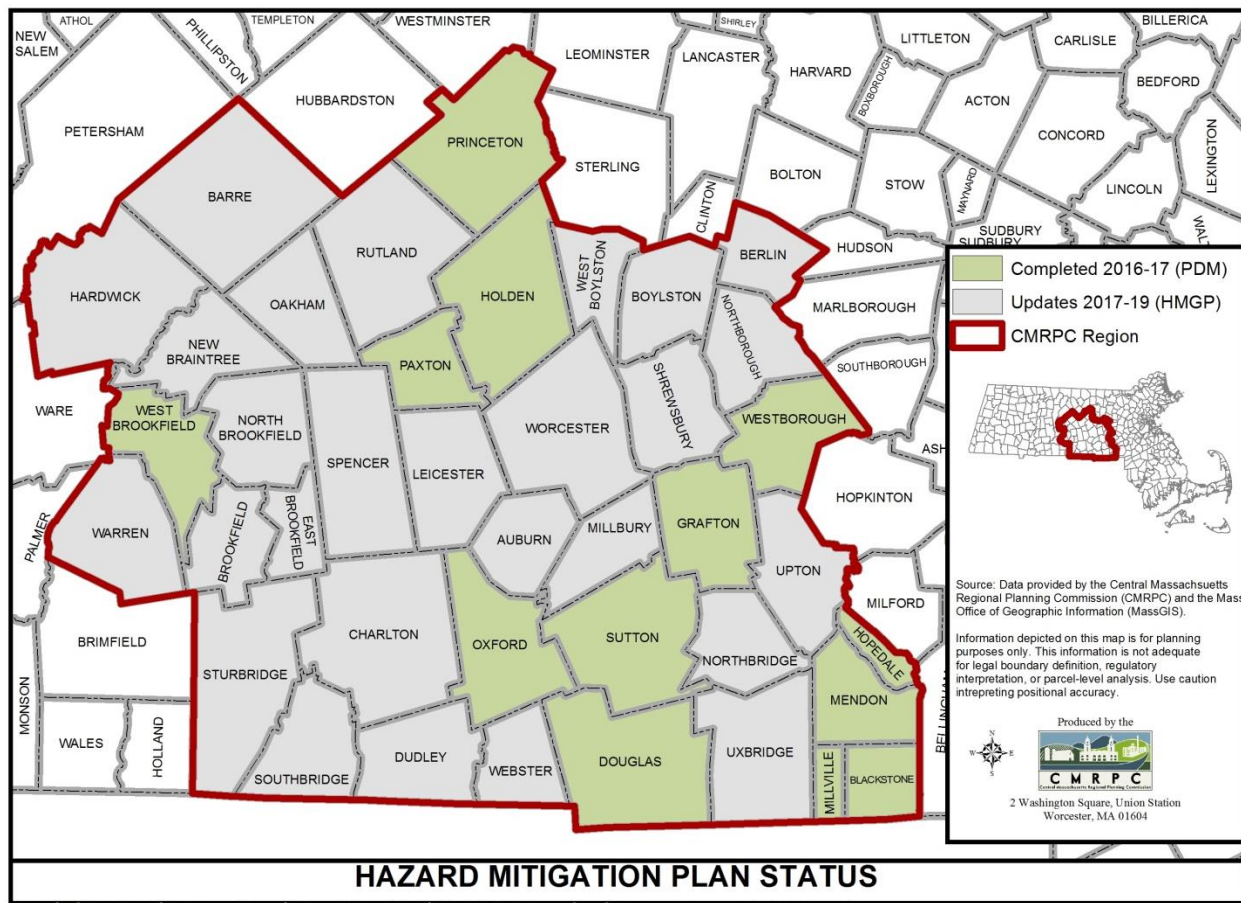 ATHOL
TEMPLETON
WESTMINSTER
SHIRLEY
LITTLETON
CARLISLE
BILLERICA
NEW
SALEM
PHILLIPSTON
LEOMINSTER
LANCASTER
HARVARD
BOXBOROUGH
ACTON
BEDFORD
PETERSHAM
HUBBARDSTON
PRINCETON
STERLING
BOLTON
STOW
MAYNARD
CONCORD
LINCOLN
LEXINGTON
BARRE
RUTLAND
CLINTON
BERLIN
HUDSON
SUDBURY
SUDBURY
HARDWICK
OAKHAM
HOLDEN
WEST
BOYLSTON
BOYLSTON
NORTHBOROUGH
MARLBOROUGH
SOUTHBOROUGH
NEW
BRAINTREE
PAXTON
SHREWSBURY
WESTBOROUGH
WARE
WEST
BROOKFIELD
NORTH
BROOKFIELD
SPENCER
LEICESTER
WORCESTER
HOPKINTON
PALMER
WARREN
BROOKFIELD
EAST
BROOKFIELD
AUBURN
MILLBURY
GRAFTON
UPTON
MILFORD
BRIMFIELD
STURBRIDGE
CHARLTON
OXFORD
SUTTON
NORTHBRIDGE
HOPEDALE
MENDON
MONSON
WALES
HOLLAND
SOUTHBRIDGE
DUDLEY
WEBSTER
DOUGLAS
UXBRIDGE
MILLVILLE
BLACKSTONE
Completed 2016-17 (PDM)
Updates 2017-19 (HMGP)
CMRPC Region
Source: Data provided by the Central Massachsuetts
Regional Planning Commission (CMRPC) and the Mass
Office of Geographic Information (MassGIS).
Information depicted on this map is for planning
purposes only. This information is not adequate
for legal boundary definition, regulatory
interpretation, or parcel-level analysis. Use caution
intrepreting positional accuracy.
N
W E
S
Produced by the
CMRPC
Central Massachusetts Regional Planning Commission
2 Washington Square, Union Station
Worcester, MA 01604
HAZARD MITIGATION PLAN STATUS